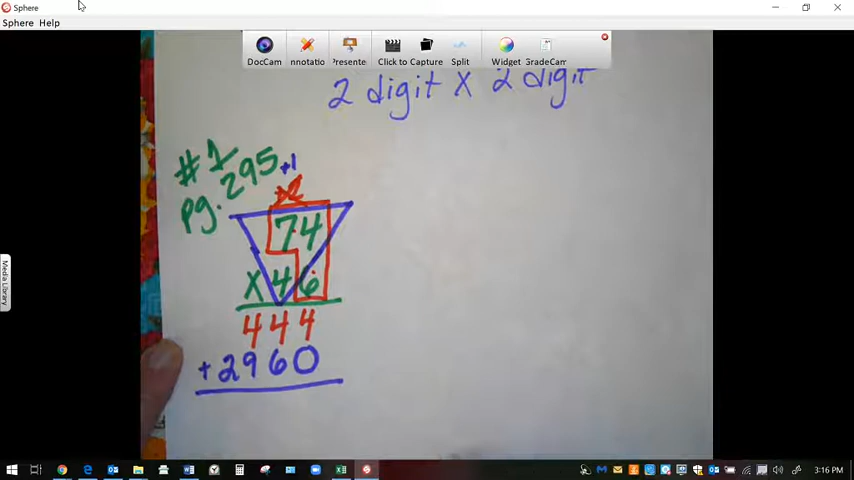 Sphere
Sphere Help
DocCam
nnotatio
Presente
Click to Capture
Split
Widget
GradeCam
2 digit X 2 digit
#1
pg. 295
+1
74
X 46
444
+2960
Media Library
3:16 PM